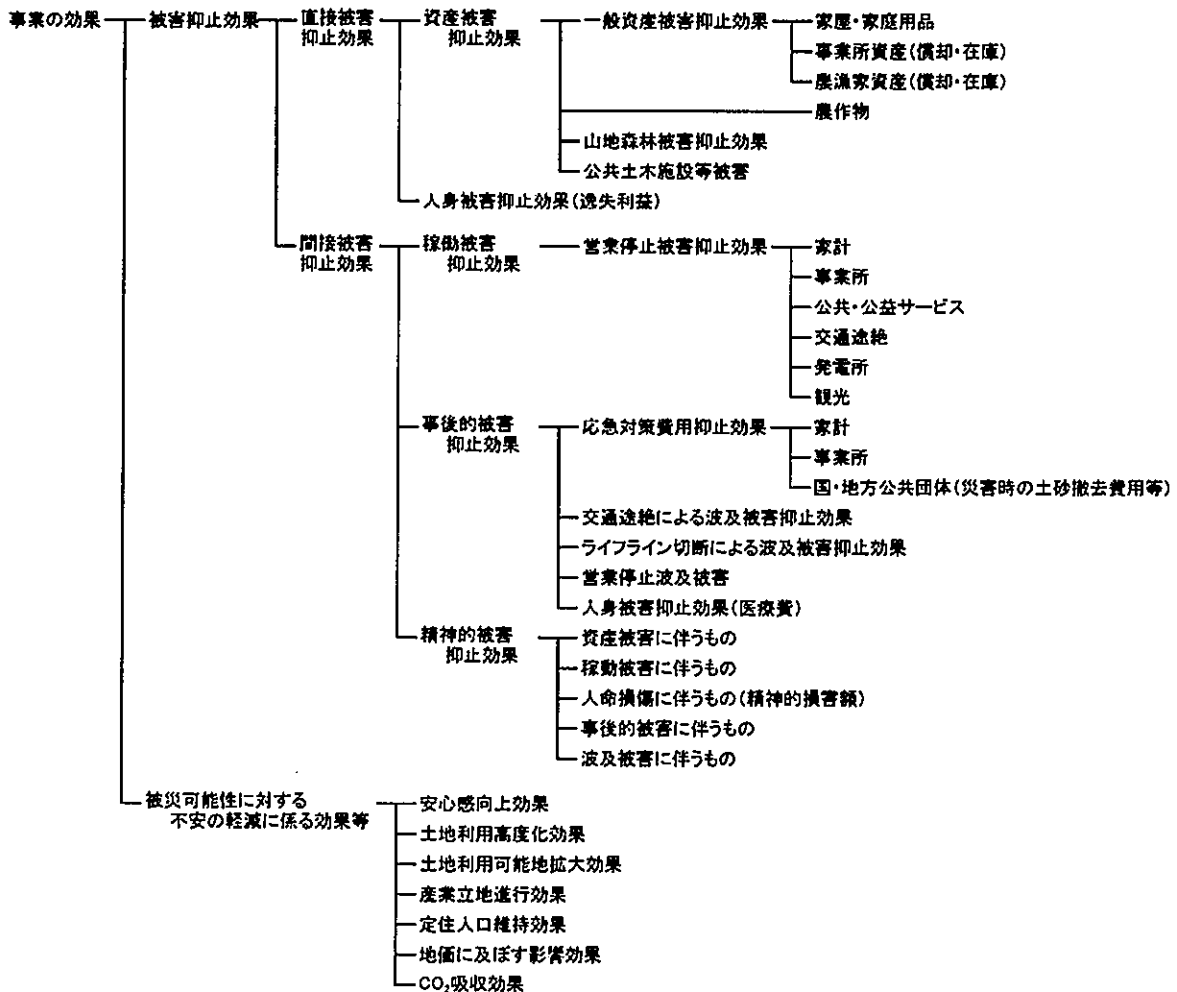 事業の効果
被害抑止効果
直接被害
抑止効果
資産被害
抑止効果
一般資産被害抑止効果
家屋・家庭用品
事業所資産(償却・在庫)
農漁家資産(償却・在庫)
農作物
山地森林被害抑止効果
公共土木施設等被害
人身被害抑止効果(逸失利益)
間接被害
抑止効果
稼働被害
抑止効果
営業停止被害抑止効果
家計
事業所
公共・公益サービス
交通途絶
発電所
観光
事後的被害
抑止効果
応急対策費用抑止効果
家計
事業所
国・地方公共団体(災害時の土砂撤去費用等)
交通途絶による波及被害抑止効果
ライフライン切断による波及被害抑止効果
営業停止波及被害
人身被害抑止効果(医療費)
精神的被害
抑止効果
資産被害に伴うもの
稼動被害に伴うもの
人命損傷に伴うもの(精神的損害額)
事後的被害に伴うもの
波及被害に伴うもの
被災可能性に対する
不安の軽減に係る効果等
安心感向上効果
土地利用高度化効果
土地利用可能地拡大効果
産業立地進行効果
定住人口維持効果
地価に及ぼす影響効果
CO₂吸収効果